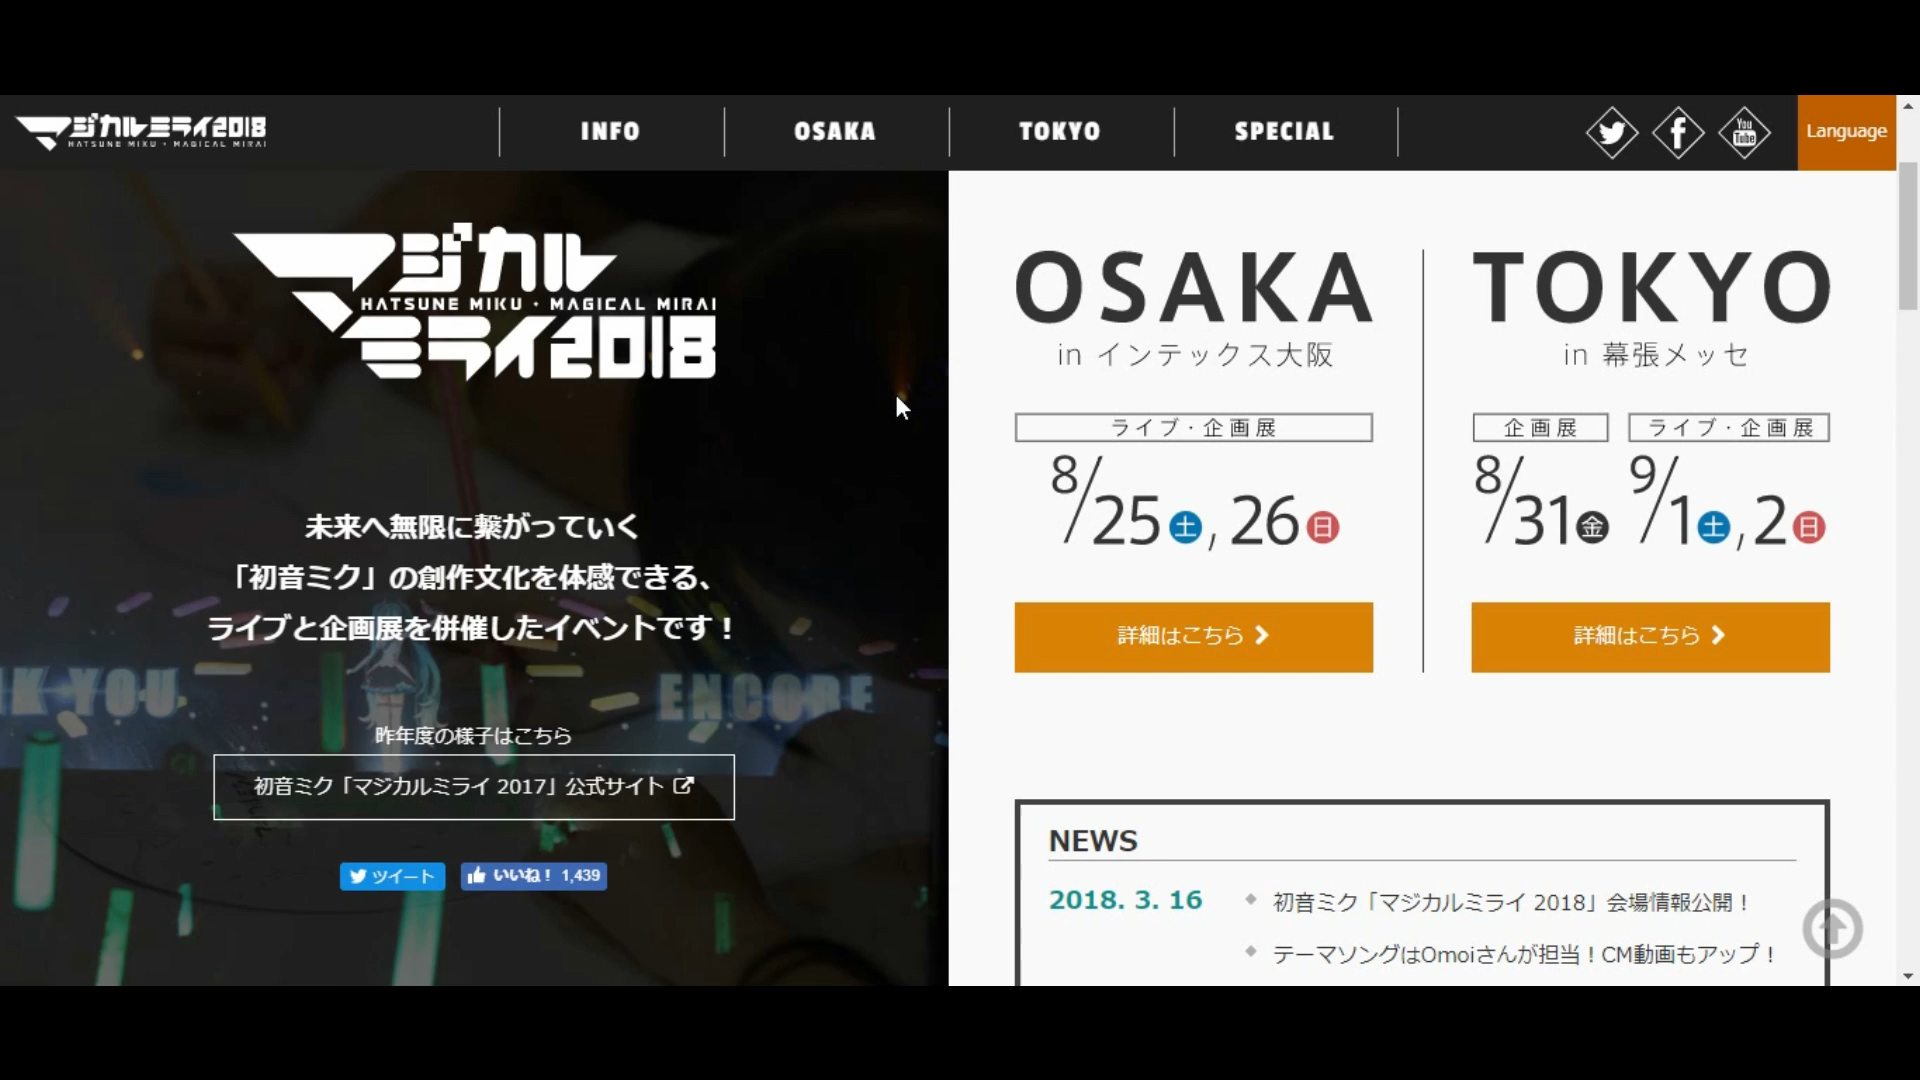 マジカルミライ2018
HATSUNE MIKU・MAGICAL MIRAI
INFO
OSAKA
TOKYO
SPECIAL
You
Tube
Language
マジカル
HATSUNE MIKU・MAGICAL MIRAI
ミライ2018
未来へ無限に繋がっていく
「初音ミク」の創作文化を体感できる、
ライブと企画展を併催したイベントです！
K YOU
ENCORE
昨年度の様子はこちら
初音ミク「マジカルミライ 2017」公式サイト
ツイート
いいね！ 1,439
OSAKA
in インテックス大阪
ライブ・企画展
8/25土, 26日
詳細はこちら
TOKYO
in 幕張メッセ
企画展
8/31金
ライブ・企画展
9/1土, 2日
詳細はこちら
NEWS
2018. 3. 16
初音ミク「マジカルミライ 2018」会場情報公開！
テーマソングはOmoiさんが担当！CM動画もアップ！